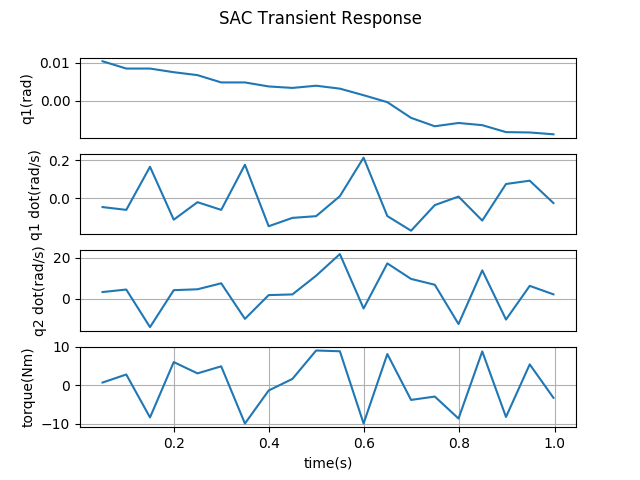 SAC Transient Response
q1(rad)
0.01
0.00
q1 dot(rad/s)
0.2
0.0
q2 dot(rad/s)
20
0
torque(Nm)
10
0
−10
0.2 0.4 0.6 0.8 1.0
time(s)